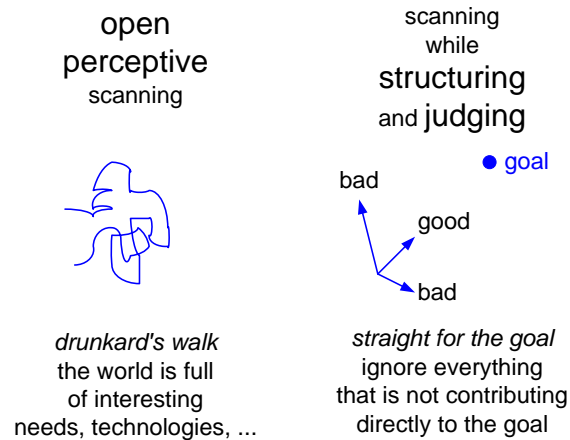 open
perceptive
scanning
drunkard's walk
the world is full
of interesting
needs, technologies, ...
scanning
while
structuring
and judging
goal
bad
good
bad
straight for the goal
ignore everything
that is not contributing
directly to the goal